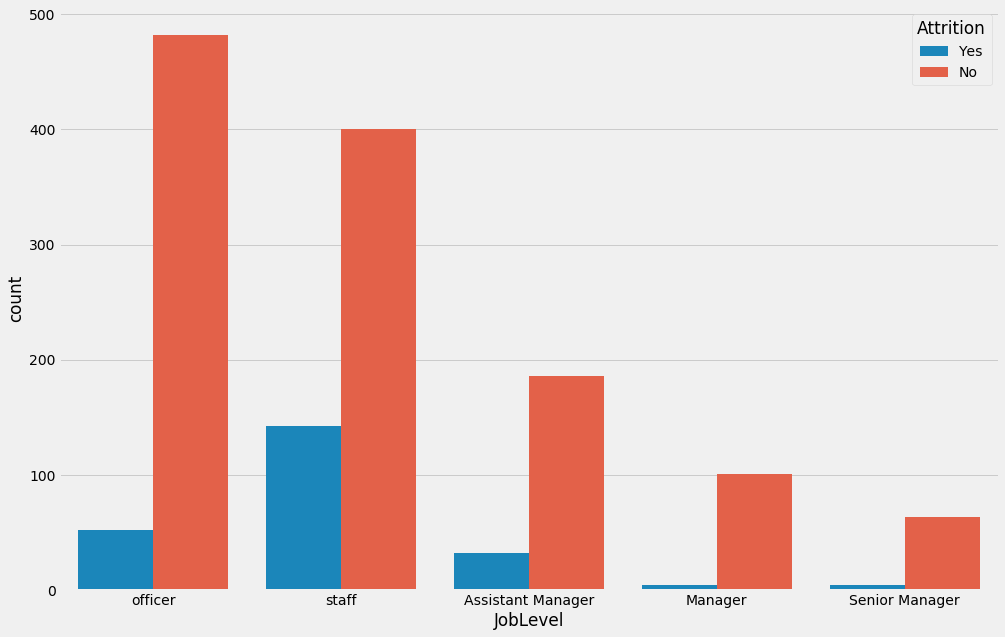 500
400
300
200
100
0
count
officer staff Assistant Manager Manager Senior Manager
JobLevel
Attrition
Yes
No